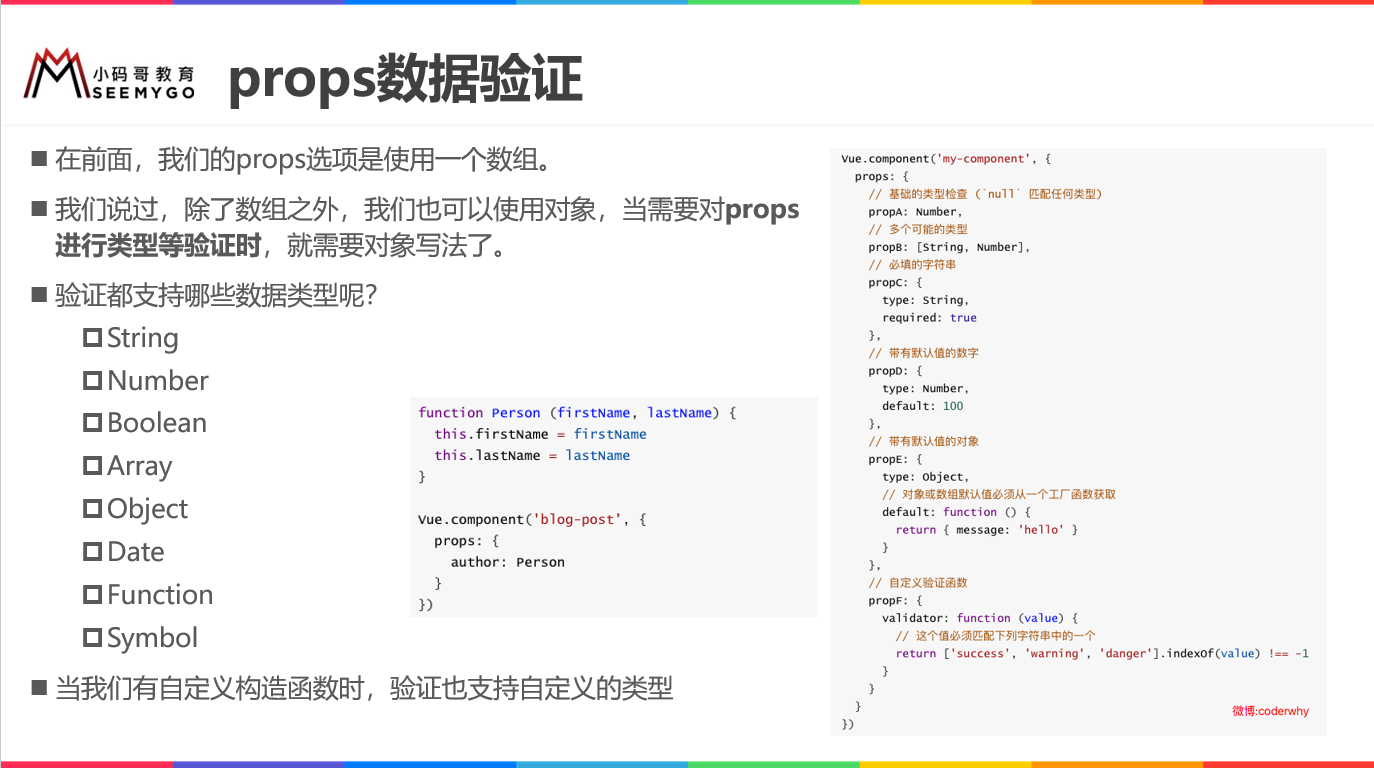 小码哥教育
SEEMYGO
props数据验证
在前面，我们的props选项是使用一个数组。
我们说过，除了数组之外，我们也可以使用对象，当需要对props
进行类型等验证时，就需要对象写法了。
验证都支持哪些数据类型呢？
String
Number
Boolean
Array
Object
Date
Function
Symbol
当我们有自定义构造函数时，验证也支持自定义的类型
function Person (firstName, lastName) {
  this.firstName = firstName
  this.lastName = lastName
}
Vue.component('blog-post', {
  props: {
    author: Person
  }
})
Vue.component('my-component', {
  props: {
    // 基础的类型检查 (`null` 匹配任何类型)
    propA: Number,
    // 多个可能的类型
    propB: [String, Number],
    // 必填的字符串
    propC: {
      type: String,
      required: true
    },
    // 带有默认值的数字
    propD: {
      type: Number,
      default: 100
    },
    // 带有默认值的对象
    propE: {
      type: Object,
      // 对象或数组默认值必须从一个工厂函数获取
      default: function () {
        return { message: 'hello' }
      }
    },
    // 自定义验证函数
    propF: {
      validator: function (value) {
        // 这个值必须匹配下列字符串中的一个
        return ['success', 'warning', 'danger'].indexOf(value) !== -1
      }
    }
  }
})
微博:coderwhy